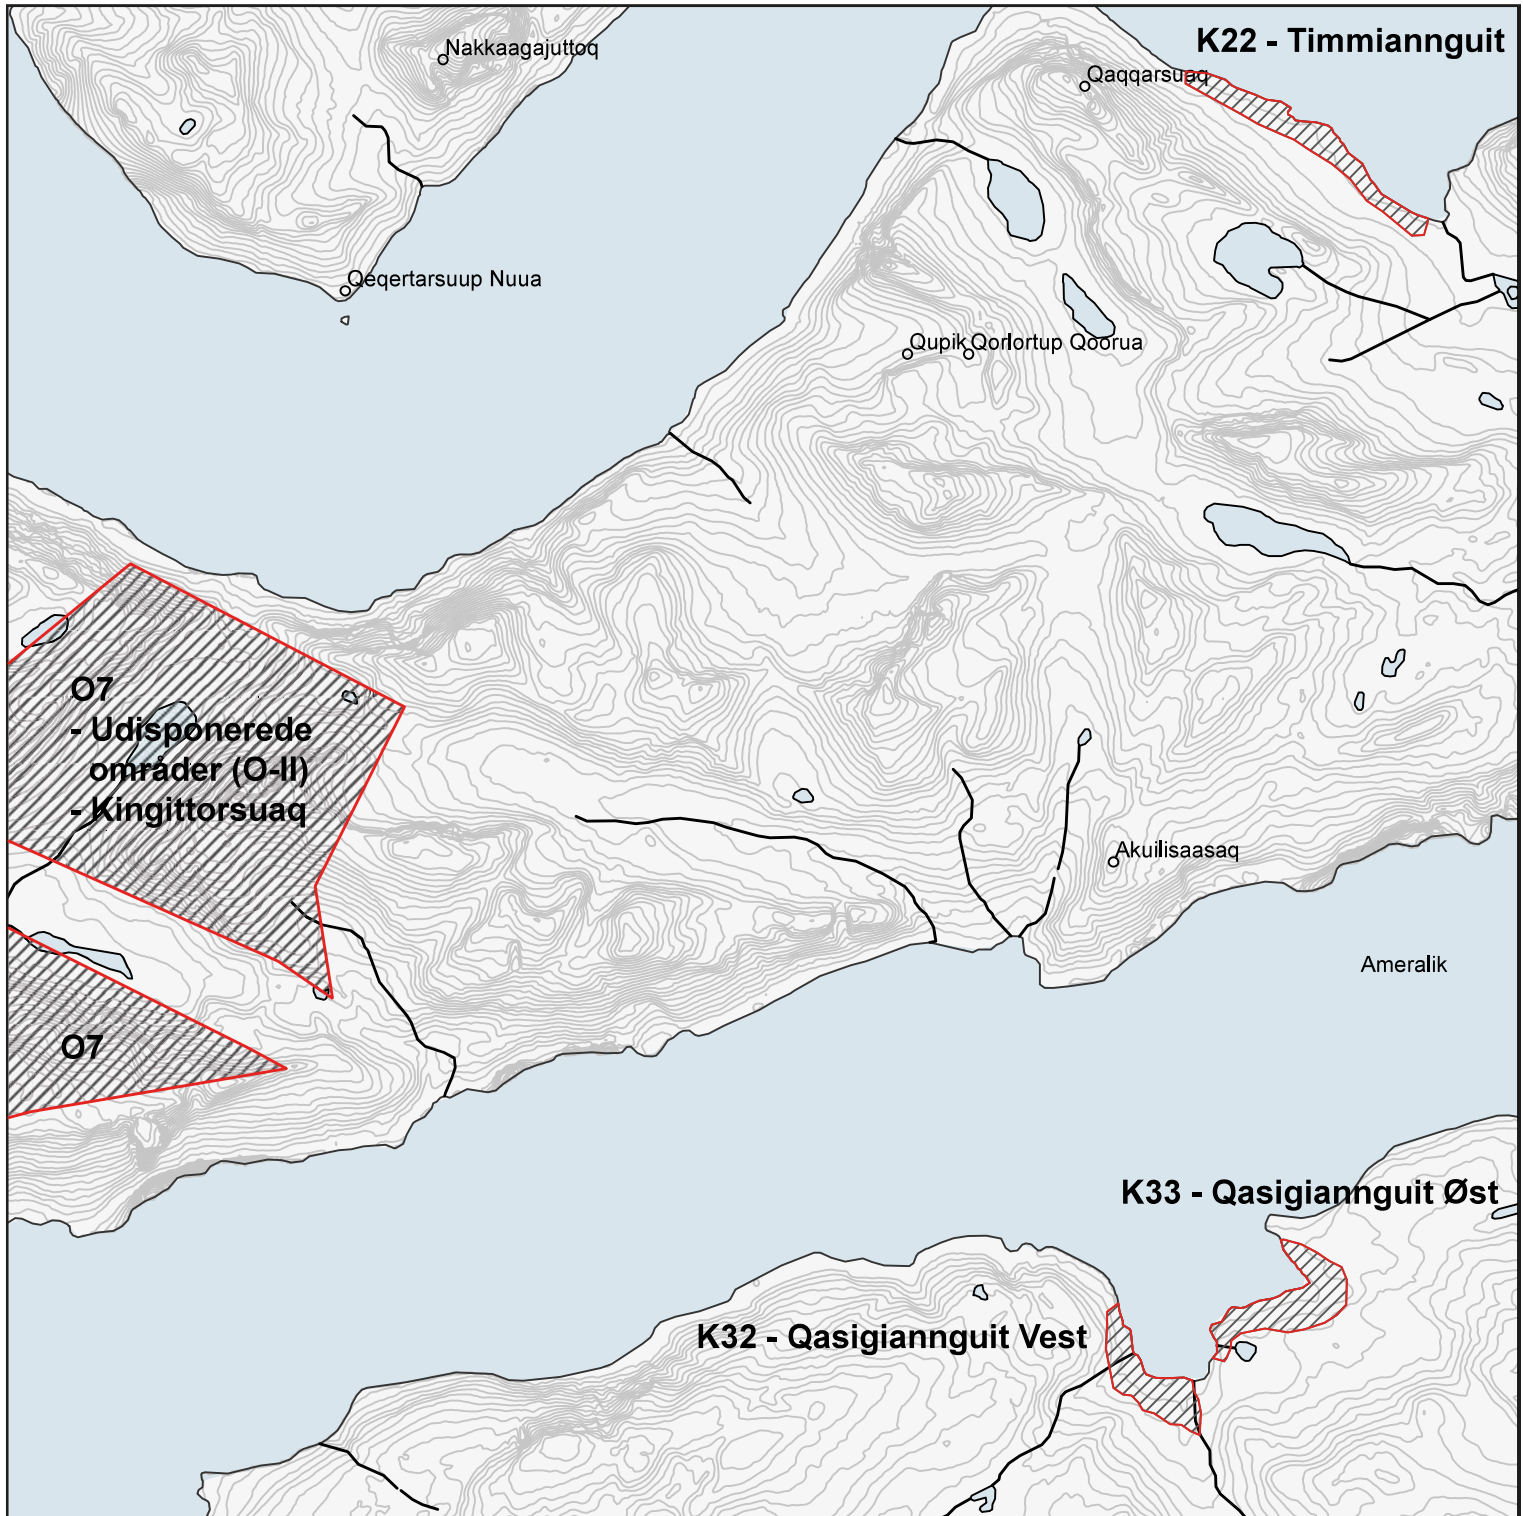 K22 - Timmiannguit
Nakkaagajuttoq
Qaqqarsuaq
Qeqertarsuup Nuua
Qupik
Qorlortup Qoorua
O7
- Udisponerede
områder (O-II)
- Kingittorsuaq
Akuilisaasaq
Ameralik
O7
K33 - Qasigiannguit Øst
K32 - Qasigiannguit Vest